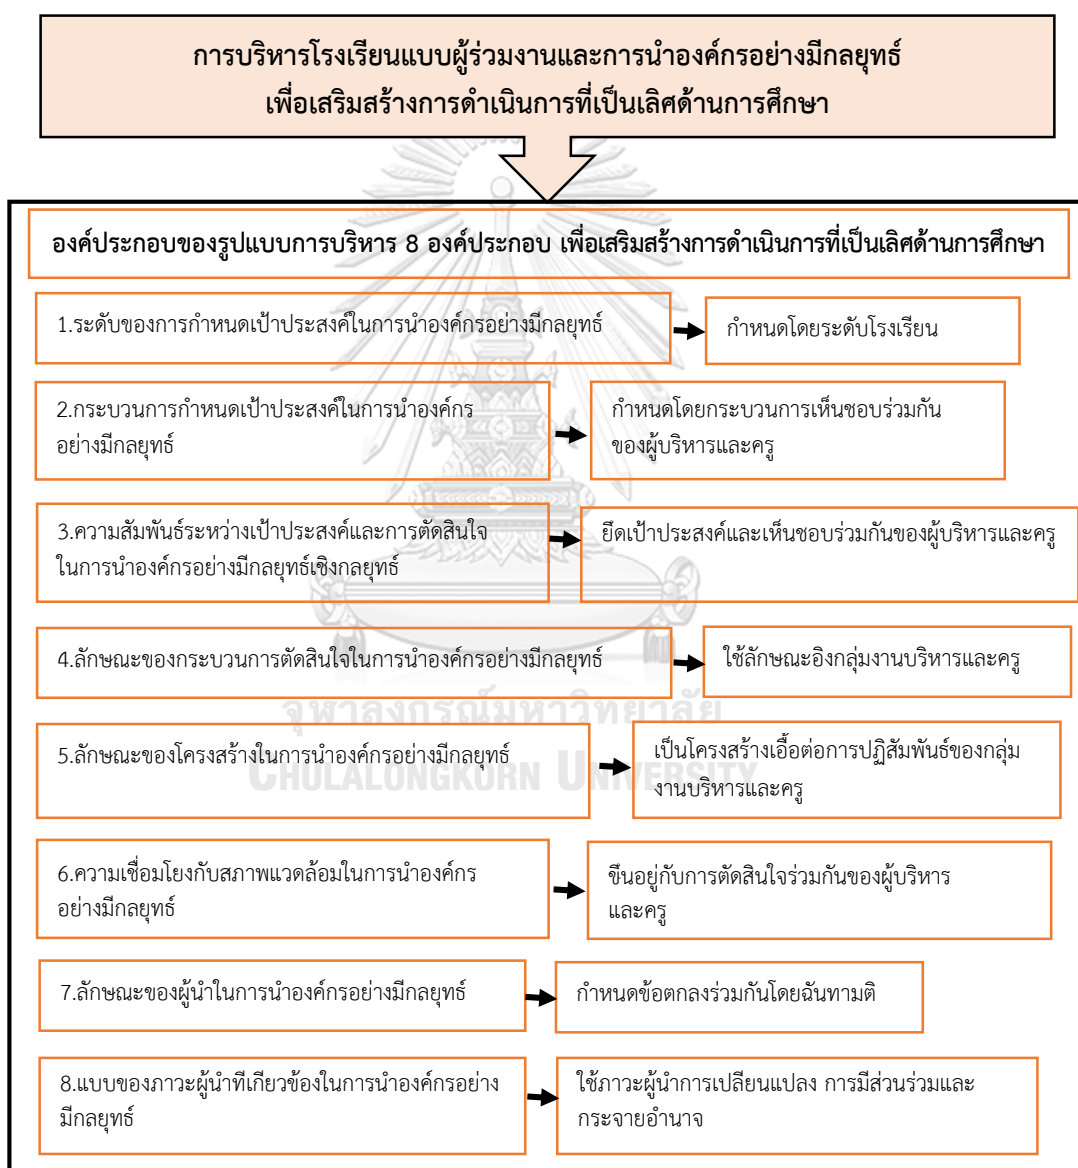 การบริหารโรงเรียนแบบผู้ร่วมงานและการนำองค์กรอย่างมีกลยุทธ์
เพื่อเสริมสร้างการดำเนินการที่เป็นเลิศด้านการศึกษา
องค์ประกอบของรูปแบบการบริหาร 8 องค์ประกอบ เพื่อเสริมสร้างการดำเนินการที่เป็นเลิศด้านการศึกษา
1.ระดับของการกำหนดเป้าประสงค์ในการนำองค์กรอย่างมีกลยุทธ์
กำหนดโดยระดับโรงเรียน
2.กระบวนการกำหนดเป้าประสงค์ในการนำองค์กร
อย่างมีกลยุทธ์
กำหนดโดยกระบวนการเห็นชอบร่วมกัน
ของผู้บริหารและครู
3.ความสัมพันธ์ระหว่างเป้าประสงค์และการตัดสินใจ
ในการนำองค์กรอย่างมีกลยุทธ์เชิงกลยุทธ์
ยึดเป้าประสงค์และเห็นชอบร่วมกันของผู้บริหารและครู
4.ลักษณะของกระบวนการตัดสินใจในการนำองค์กรอย่างมีกลยุทธ์
ใช้ลักษณะอิงกลุ่มงานบริหารและครู
จุฬาลงกรณ์มหาวิทยาลัย
CHULALONGKORN UNIVERSITY
5.ลักษณะของโครงสร้างในการนำองค์กรอย่างมีกลยุทธ์
เป็นโครงสร้างเอื้อต่อการปฏิสัมพันธ์ของกลุ่ม
งานบริหารและครู
6.ความเชื่อมโยงกับสภาพแวดล้อมในการนำองค์กร
อย่างมีกลยุทธ์
ขึนอยู่กับการตัดสินใจร่วมกันของผู้บริหาร
และครู
7.ลักษณะของผู้นำในการนำองค์กรอย่างมีกลยุทธ์
กำหนดข้อตกลงร่วมกันโดยฉันทามติ
8.แบบของภาวะผู้นำทีเกียวข้องในการนำองค์กรอย่าง
มีกลยุทธ์
ใช้ภาวะผู้นำการเปลียนแปลง การมีส่วนร่วมและ
กระจายอำนาจ